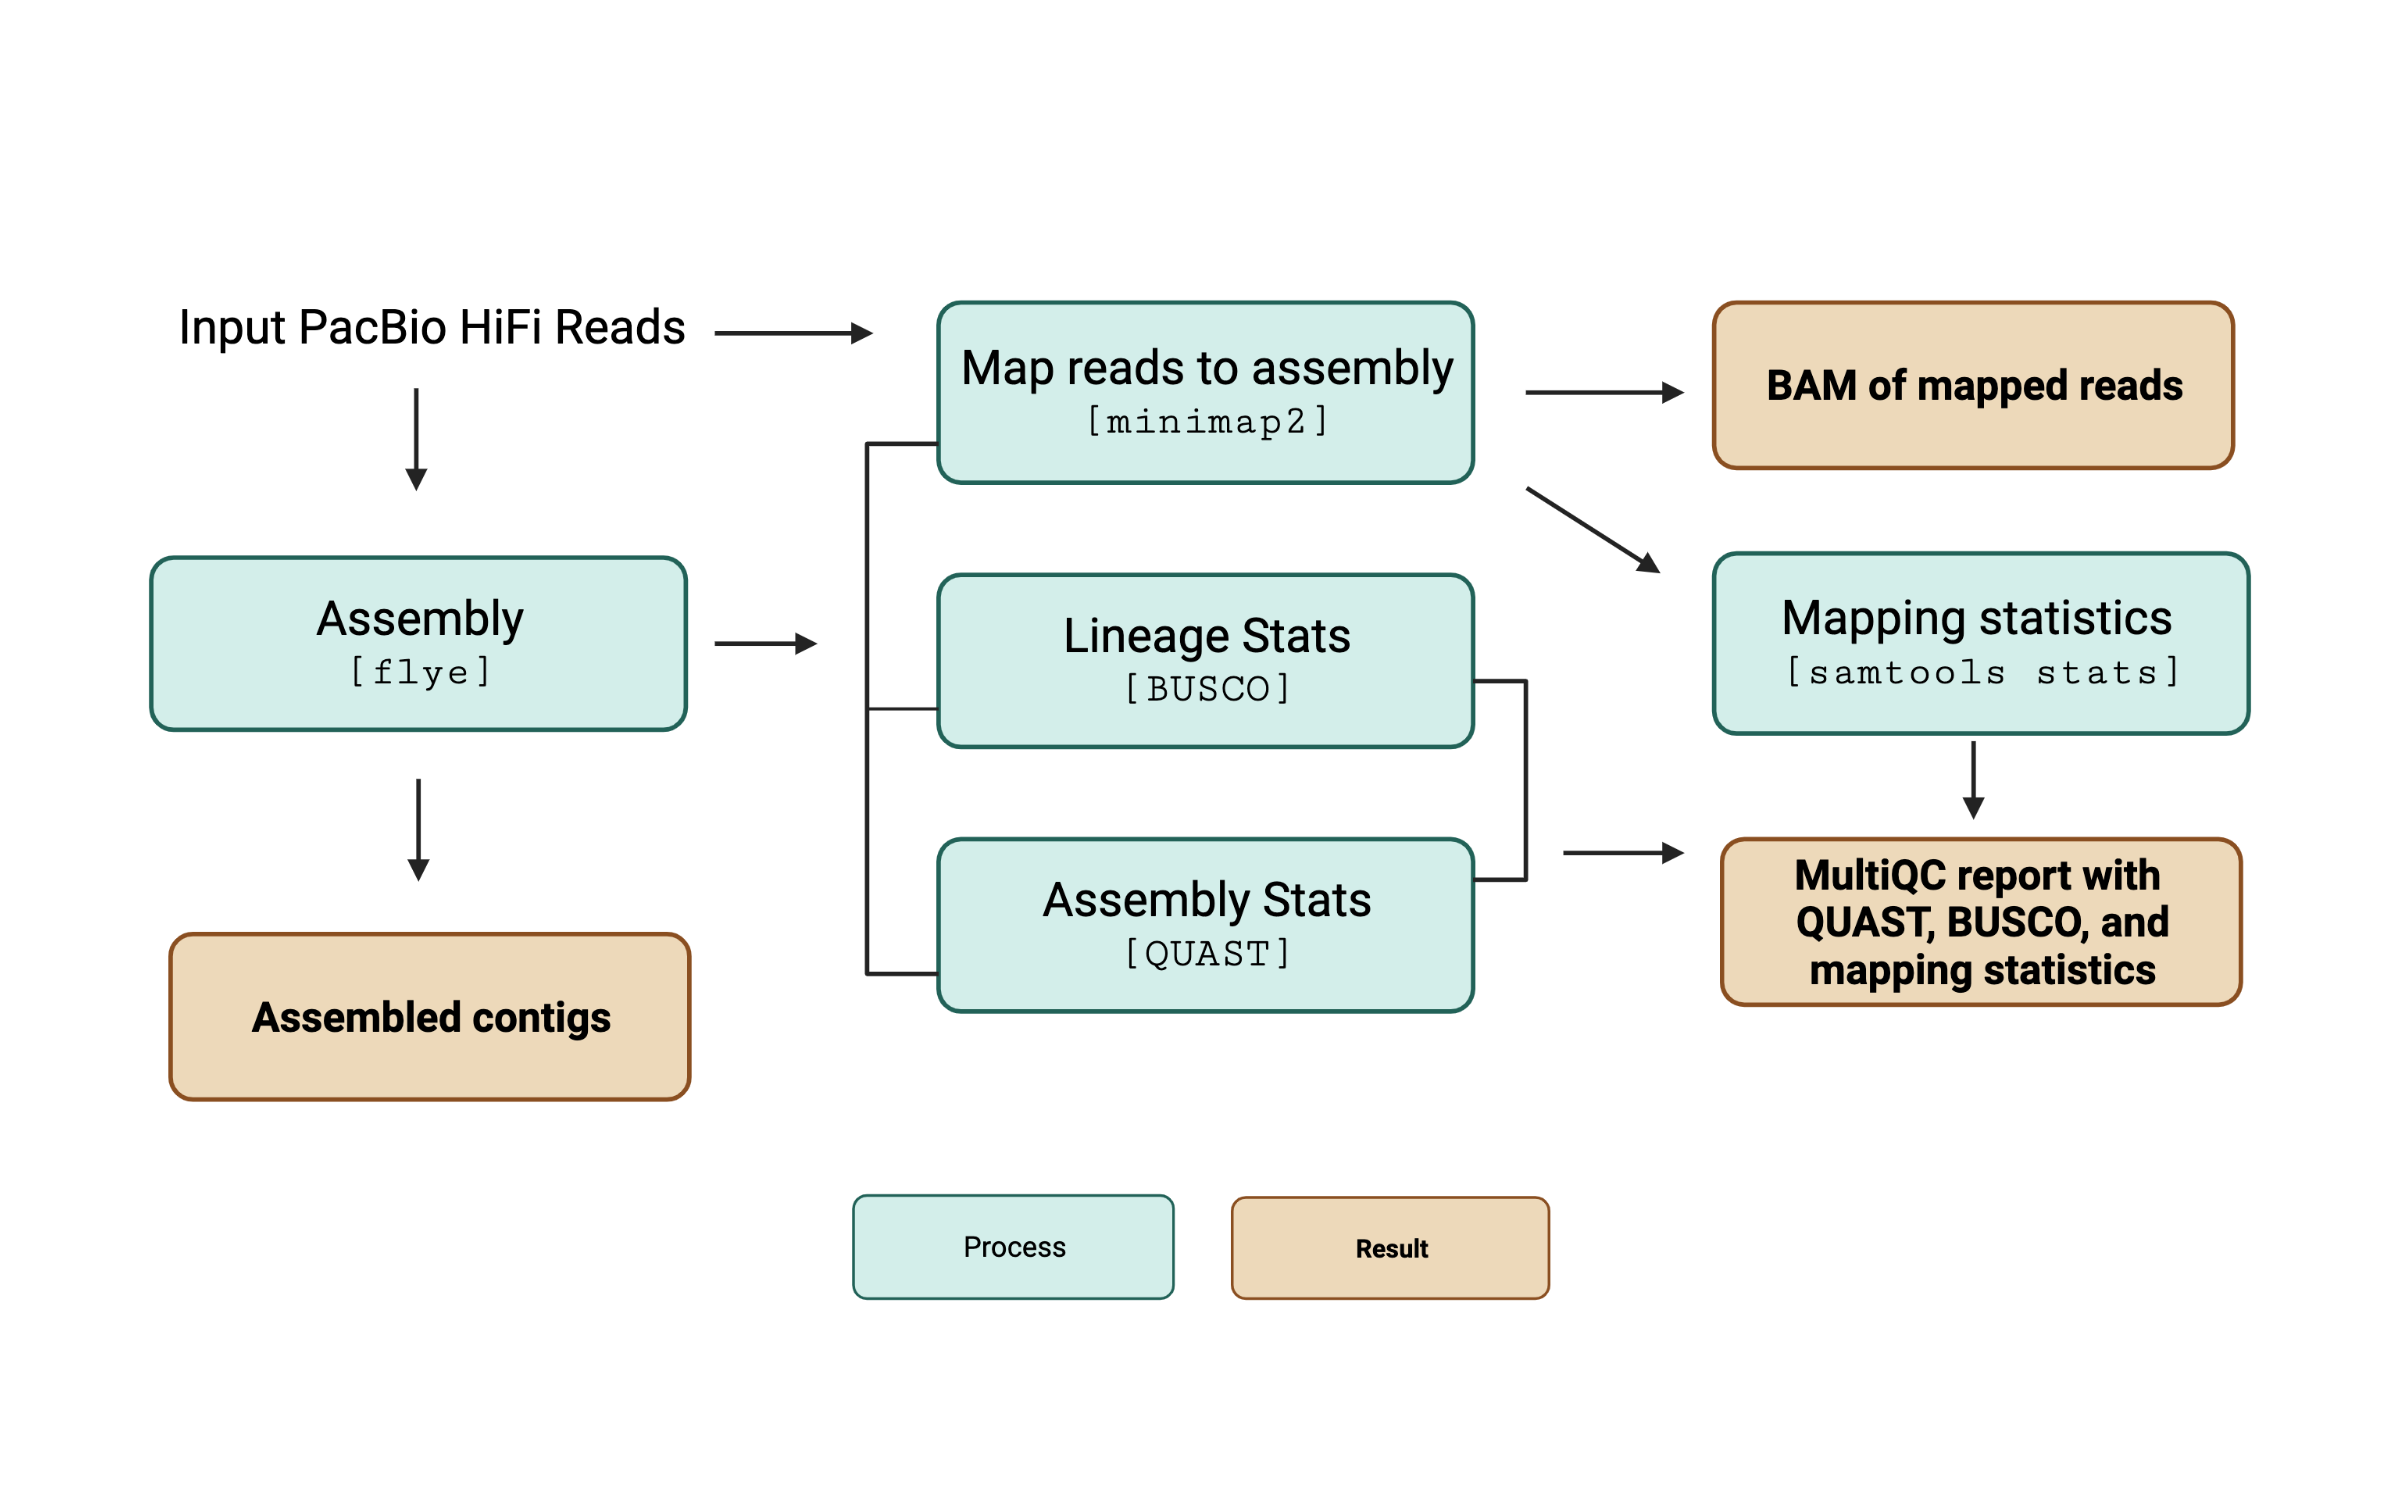 Input PacBio HiFi Reads
Assembly
[flye]
Assembled contigs
Map reads to assembly
[minimap2]
Lineage Stats
[BUSCO]
Assembly Stats
[QUAST]
BAM of mapped reads
Mapping statistics
[samtools stats]
MultiQC report with
QUAST, BUSCO, and
mapping statistics
Process
Result